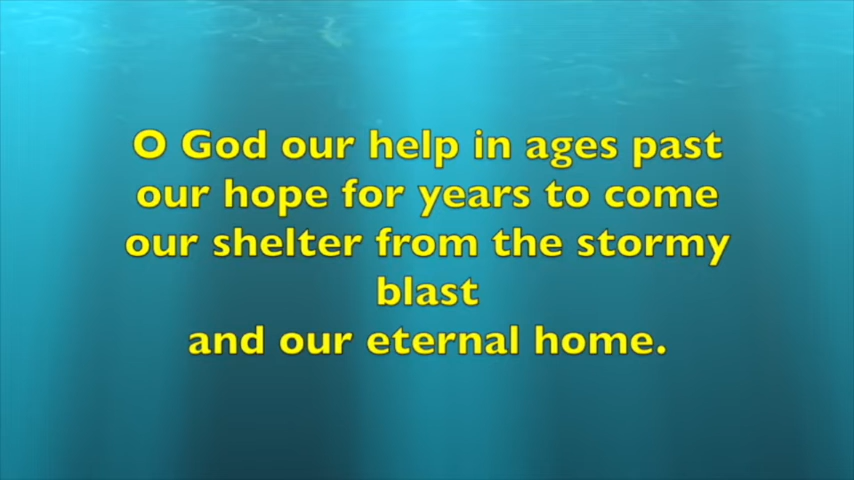 O God our help in ages past
our hope for years to come
our shelter from the stormy
blast
and our eternal home.